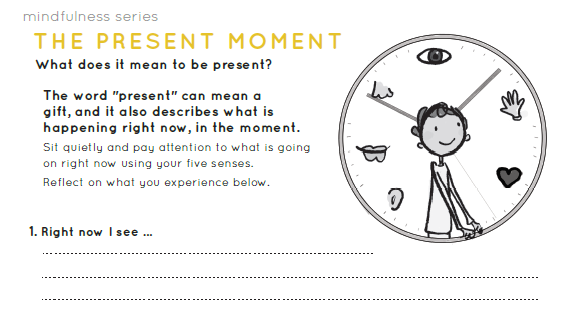 mindfulness series
THE PRESENT MOMENT
What does it mean to be present?
The word "present" can mean a
gift, and it also describes what is
happening right now, in the moment.
Sit quietly and pay attention to what is going
on right now using your five senses.
Reflect on what you experience below.
1. Right now I see ...